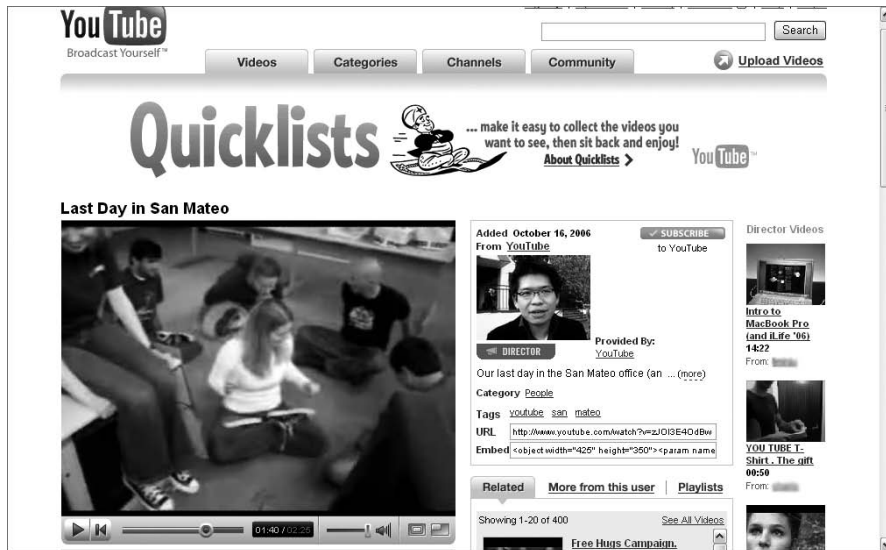 You Tube
Broadcast Yourself™
Search
Videos
Categories
Channels
Community
Upload Videos
Quicklists
... make it easy to collect the videos you
want to see, then sit back and enjoy!
About Quicklists >
You Tube™
Last Day in San Mateo
Added October 16, 2006
From YouTube
SUBSCRIBE
to YouTube
DIRECTOR
Provided By:
YouTube
Our last day in the San Mateo office (an ... (more)
Category People
Tags youtube san mateo
URL http://www.youtube.com/watch?v=zJOI3E4OdBw
Embed <object width="425" height="350"><param name
Related
More from this user
Playlists
Showing 1-20 of 400
See All Videos
Free Hugs Campaign.
01:40 / 02:25
Director Videos
Intro to
MacBook Pro
(and iLife '06)
14:22
From:
YOU TUBE T-
Shirt . The gift
00:50
From: